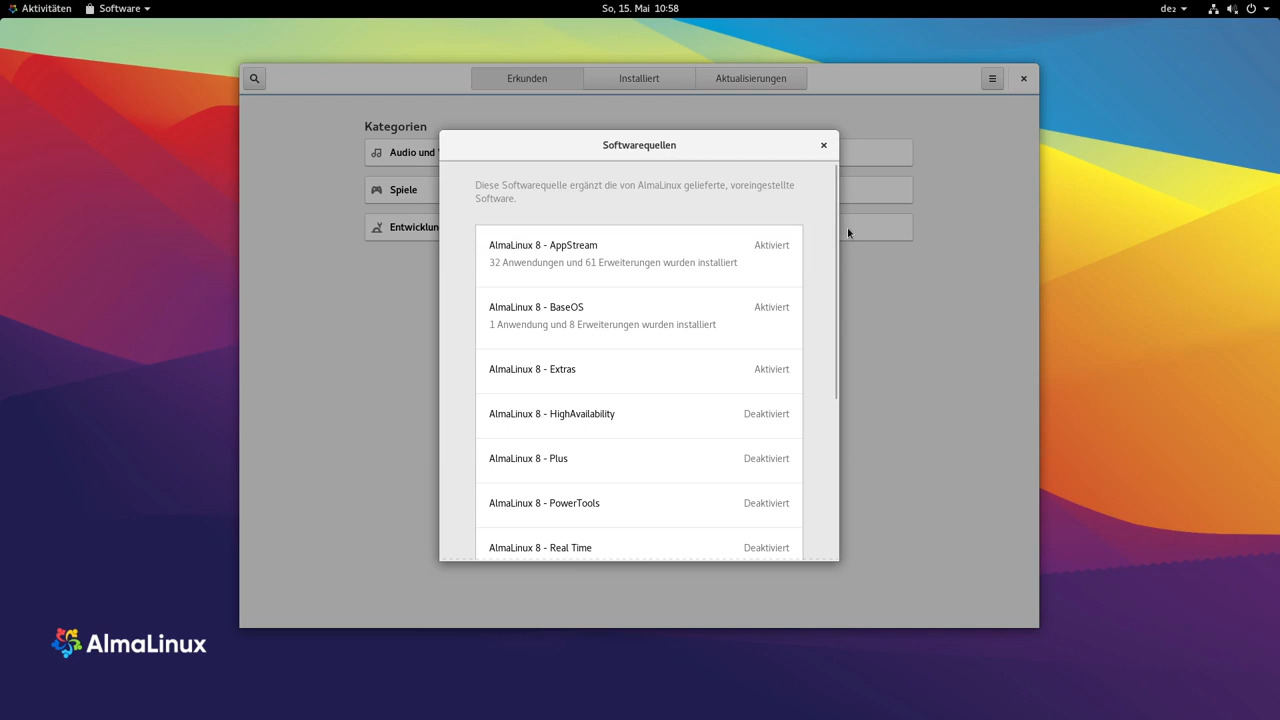 Aktivitäten
Software
So, 15. Mai 10:58
de₂
Erkunden
Installiert
Aktualisierungen
Kategorien
Audio und
Spiele
Softwarequellen
Diese Softwarequelle ergänzt die von AlmaLinux gelieferte, voreingestellte
Software.
AlmaLinux 8 - AppStream
Aktiviert
32 Anwendungen und 61 Erweiterungen wurden installiert
AlmaLinux 8 - BaseOS
Aktiviert
1 Anwendung und 8 Erweiterungen wurden installiert
AlmaLinux 8 - Extras
Aktiviert
AlmaLinux 8 - HighAvailability
Deaktiviert
AlmaLinux 8 - Plus
Deaktiviert
AlmaLinux 8 - PowerTools
Deaktiviert
AlmaLinux 8 - Real Time
Deaktiviert
AlmaLinux